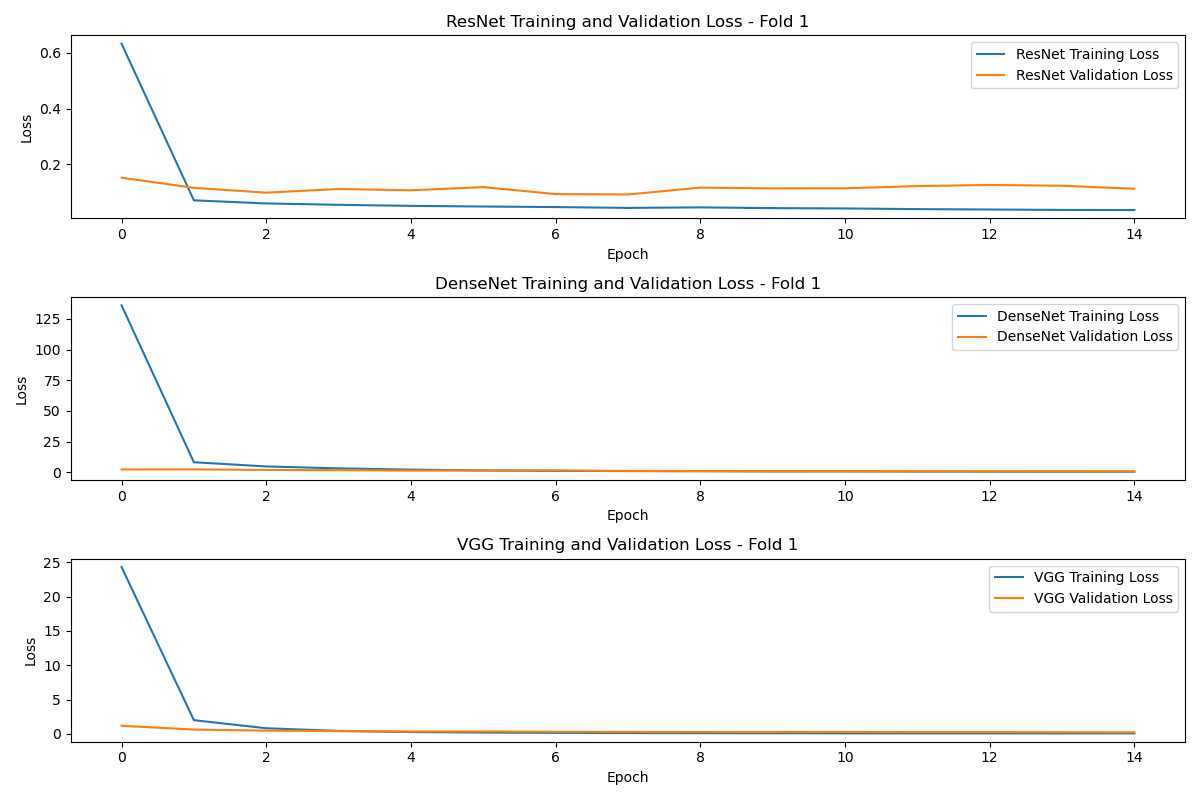 ResNet Training and Validation Loss - Fold 1
ResNet Training Loss
ResNet Validation Loss
0.6
0.4
0.2
Loss
0 2 4 6 8 10 12 14
Epoch
DenseNet Training and Validation Loss - Fold 1
DenseNet Training Loss
DenseNet Validation Loss
125
100
75
50
25
0
Loss
0 2 4 6 8 10 12 14
Epoch
VGG Training and Validation Loss - Fold 1
VGG Training Loss
VGG Validation Loss
25
20
15
10
5
0
Loss
0 2 4 6 8 10 12 14
Epoch